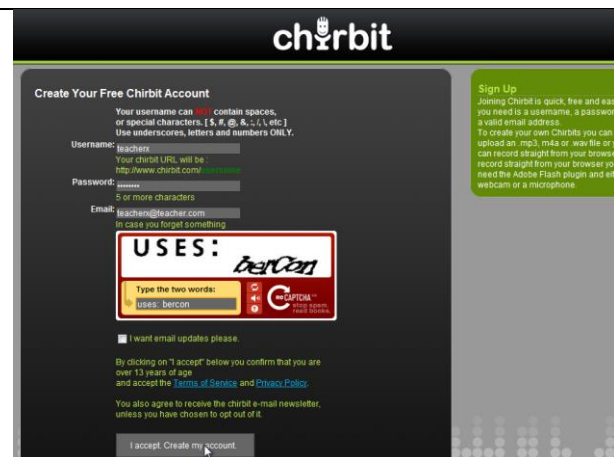 chirbit
Create Your Free Chirbit Account
Your username can NOT contain spaces,
or special characters. [ $, #, @, &, :, /, \, etc ]
Use underscores, letters and numbers ONLY.
Username: teacherx
Your chirbit URL will be :
http://www.chirbit.com/username
Password: ••••••••
5 or more characters
Email: teacherx@teacher.com
In case you forget something
USES: berCon
Type the two words:
uses: bercon
reCAPTCHA™
stop spam.
read books.
I want email updates please.
By clicking on "I accept" below you confirm that you are
over 13 years of age
and accept the Terms of Service and Privacy Policy.
You also agree to receive the chirbit e-mail newsletter,
unless you have chosen to opt out of it.
I accept. Create my account.
Sign Up
Joining Chirbit is quick, free and eas
you need is a username, a passwor
a valid email address.
To create your own Chirbits you can
upload an .mp3, m4a or .wav file or y
can record straight from your browse
record straight from your browser yo
need the Adobe Flash plugin and eit
webcam or a microphone.